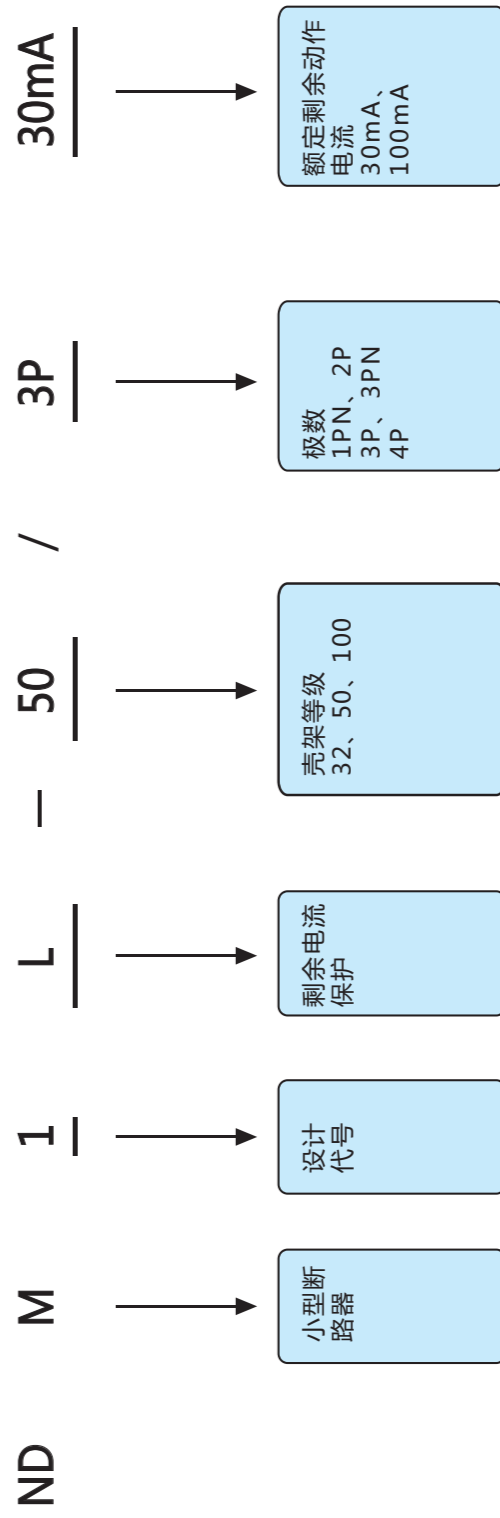 ND M 1 L — 50 / 3P 30mA
小型断
路器
设计
代号
剩余电流
保护
壳架等级
32、50、100
极数
1PN、2P
3P、3PN
4P
额定剩余动作
电流
30mA、
100mA